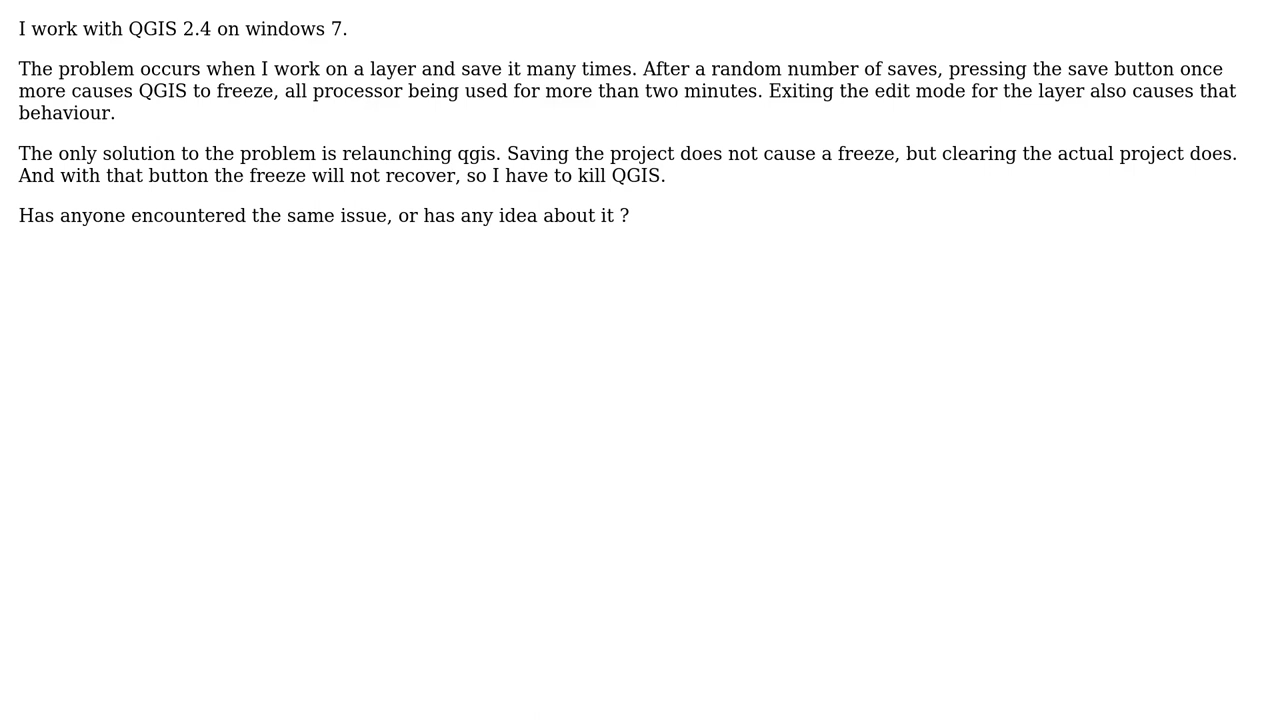 I work with QGIS 2.4 on windows 7.
The problem occurs when I work on a layer and save it many times. After a random number of saves, pressing the save button once
more causes QGIS to freeze, all processor being used for more than two minutes. Exiting the edit mode for the layer also causes that
behaviour.
The only solution to the problem is relaunching qgis. Saving the project does not cause a freeze, but clearing the actual project does.
And with that button the freeze will not recover, so I have to kill QGIS.
Has anyone encountered the same issue, or has any idea about it ?